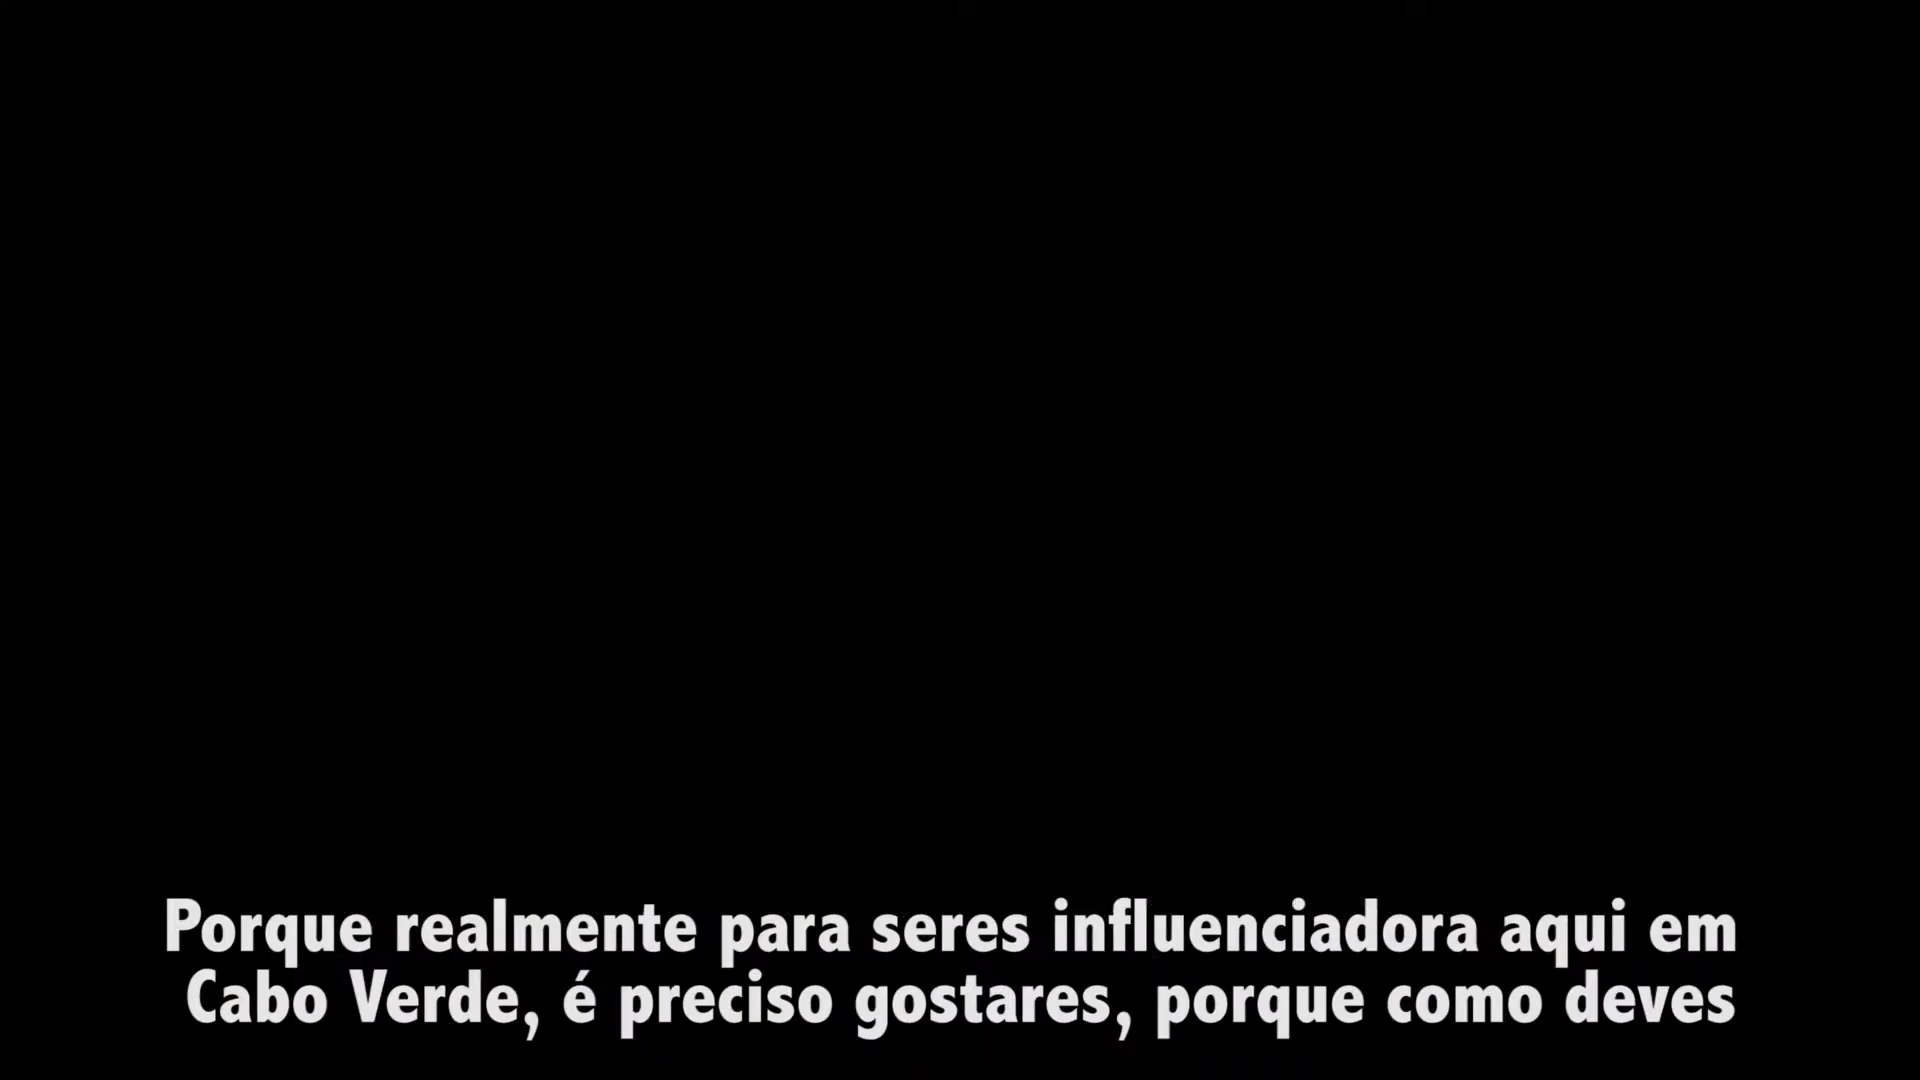 Porque realmente para seres influenciadora aqui em
Cabo Verde, é preciso gostares, porque como deves